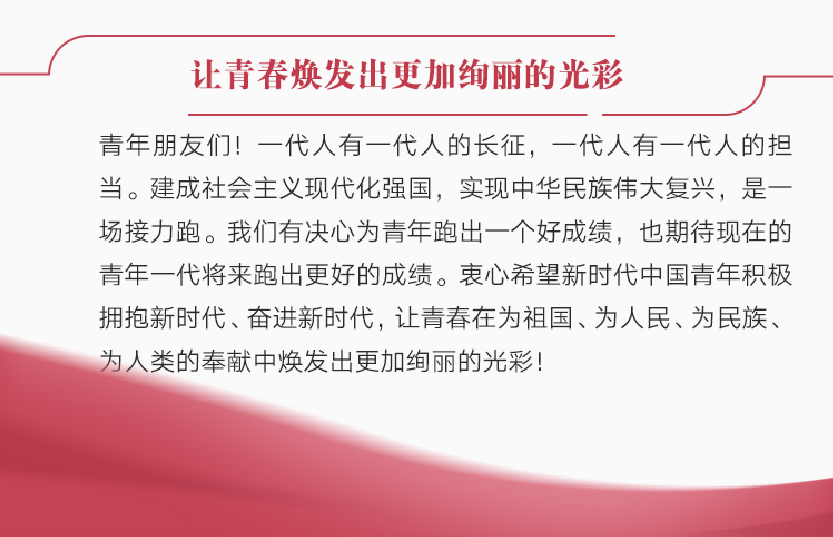 让青春焕发出更加绚丽的光彩
青年朋友们！一代人有一代人的长征，一代人有一代人的担
当。建成社会主义现代化强国，实现中华民族伟大复兴，是一
场接力跑。我们有决心为青年跑出一个好成绩，也期待现在的
青年一代将来跑出更好的成绩。衷心希望新时代中国青年积极
拥抱新时代、奋进新时代，让青春在为祖国、为人民、为民族、
为人类的奉献中焕发出更加绚丽的光彩！